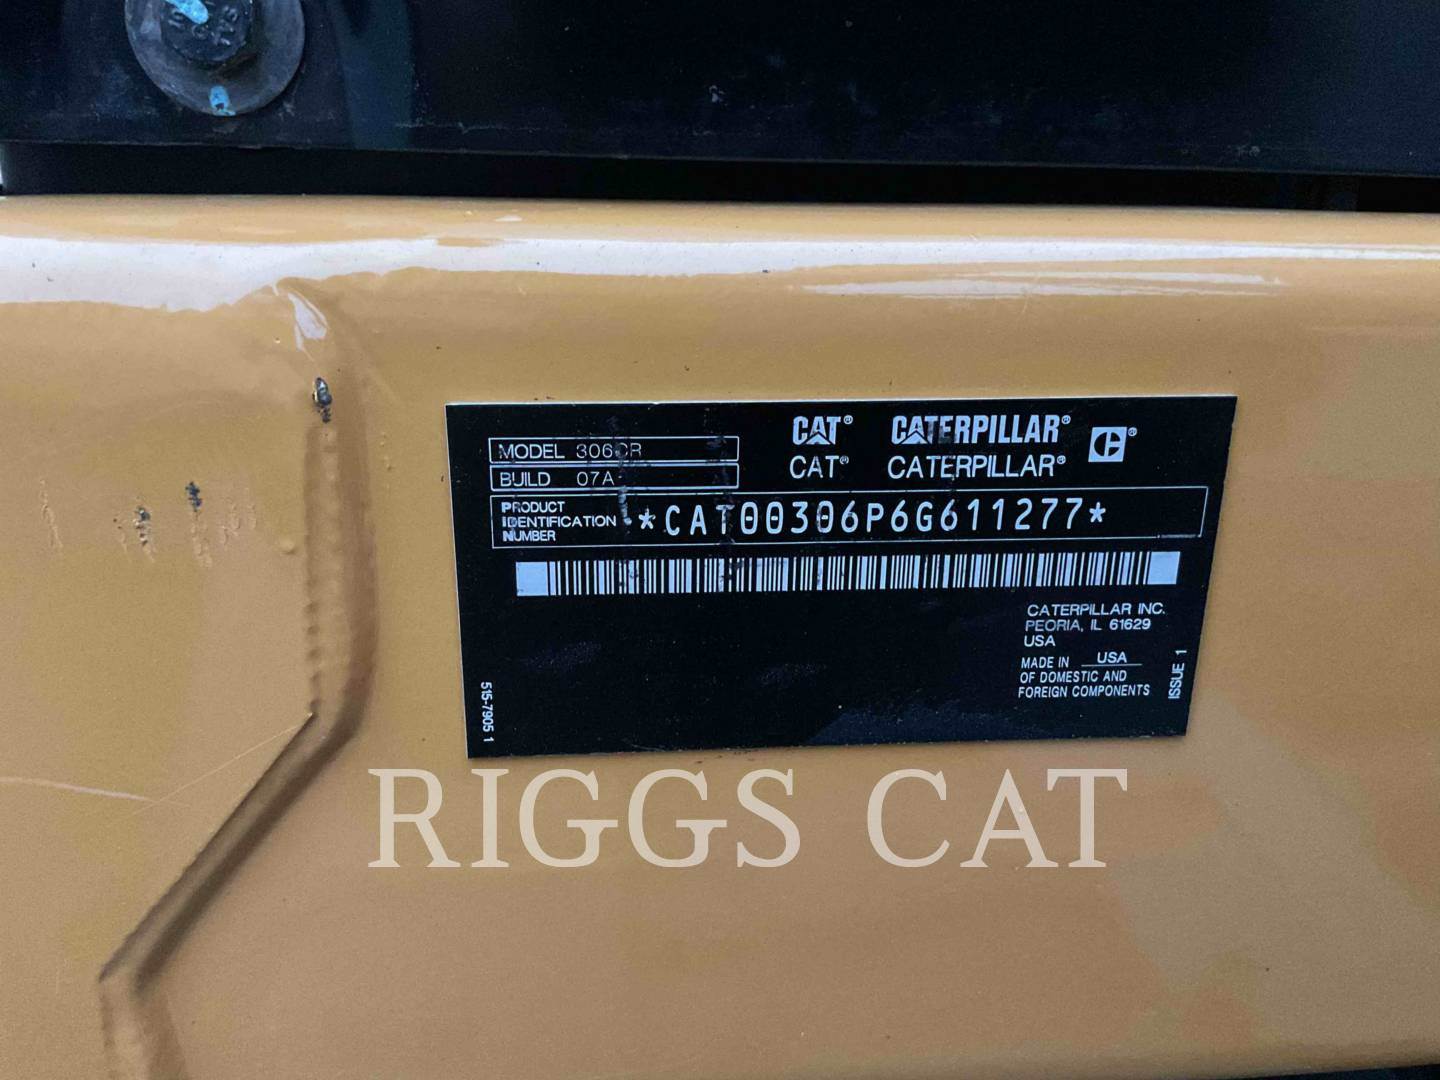 CAT® CATERPILLAR® ®
CAT® CATERPILLAR®
MODEL 306CR
BUILD 07A
PRODUCT
IDENTIFICATION
NUMBER
*CAT00306P6G611277*
CATERPILLAR INC.
PEORIA, IL 61629
USA
MADE IN USA
OF DOMESTIC AND
FOREIGN COMPONENTS
ISSUE 1
515-7905 1
RIGGS CAT